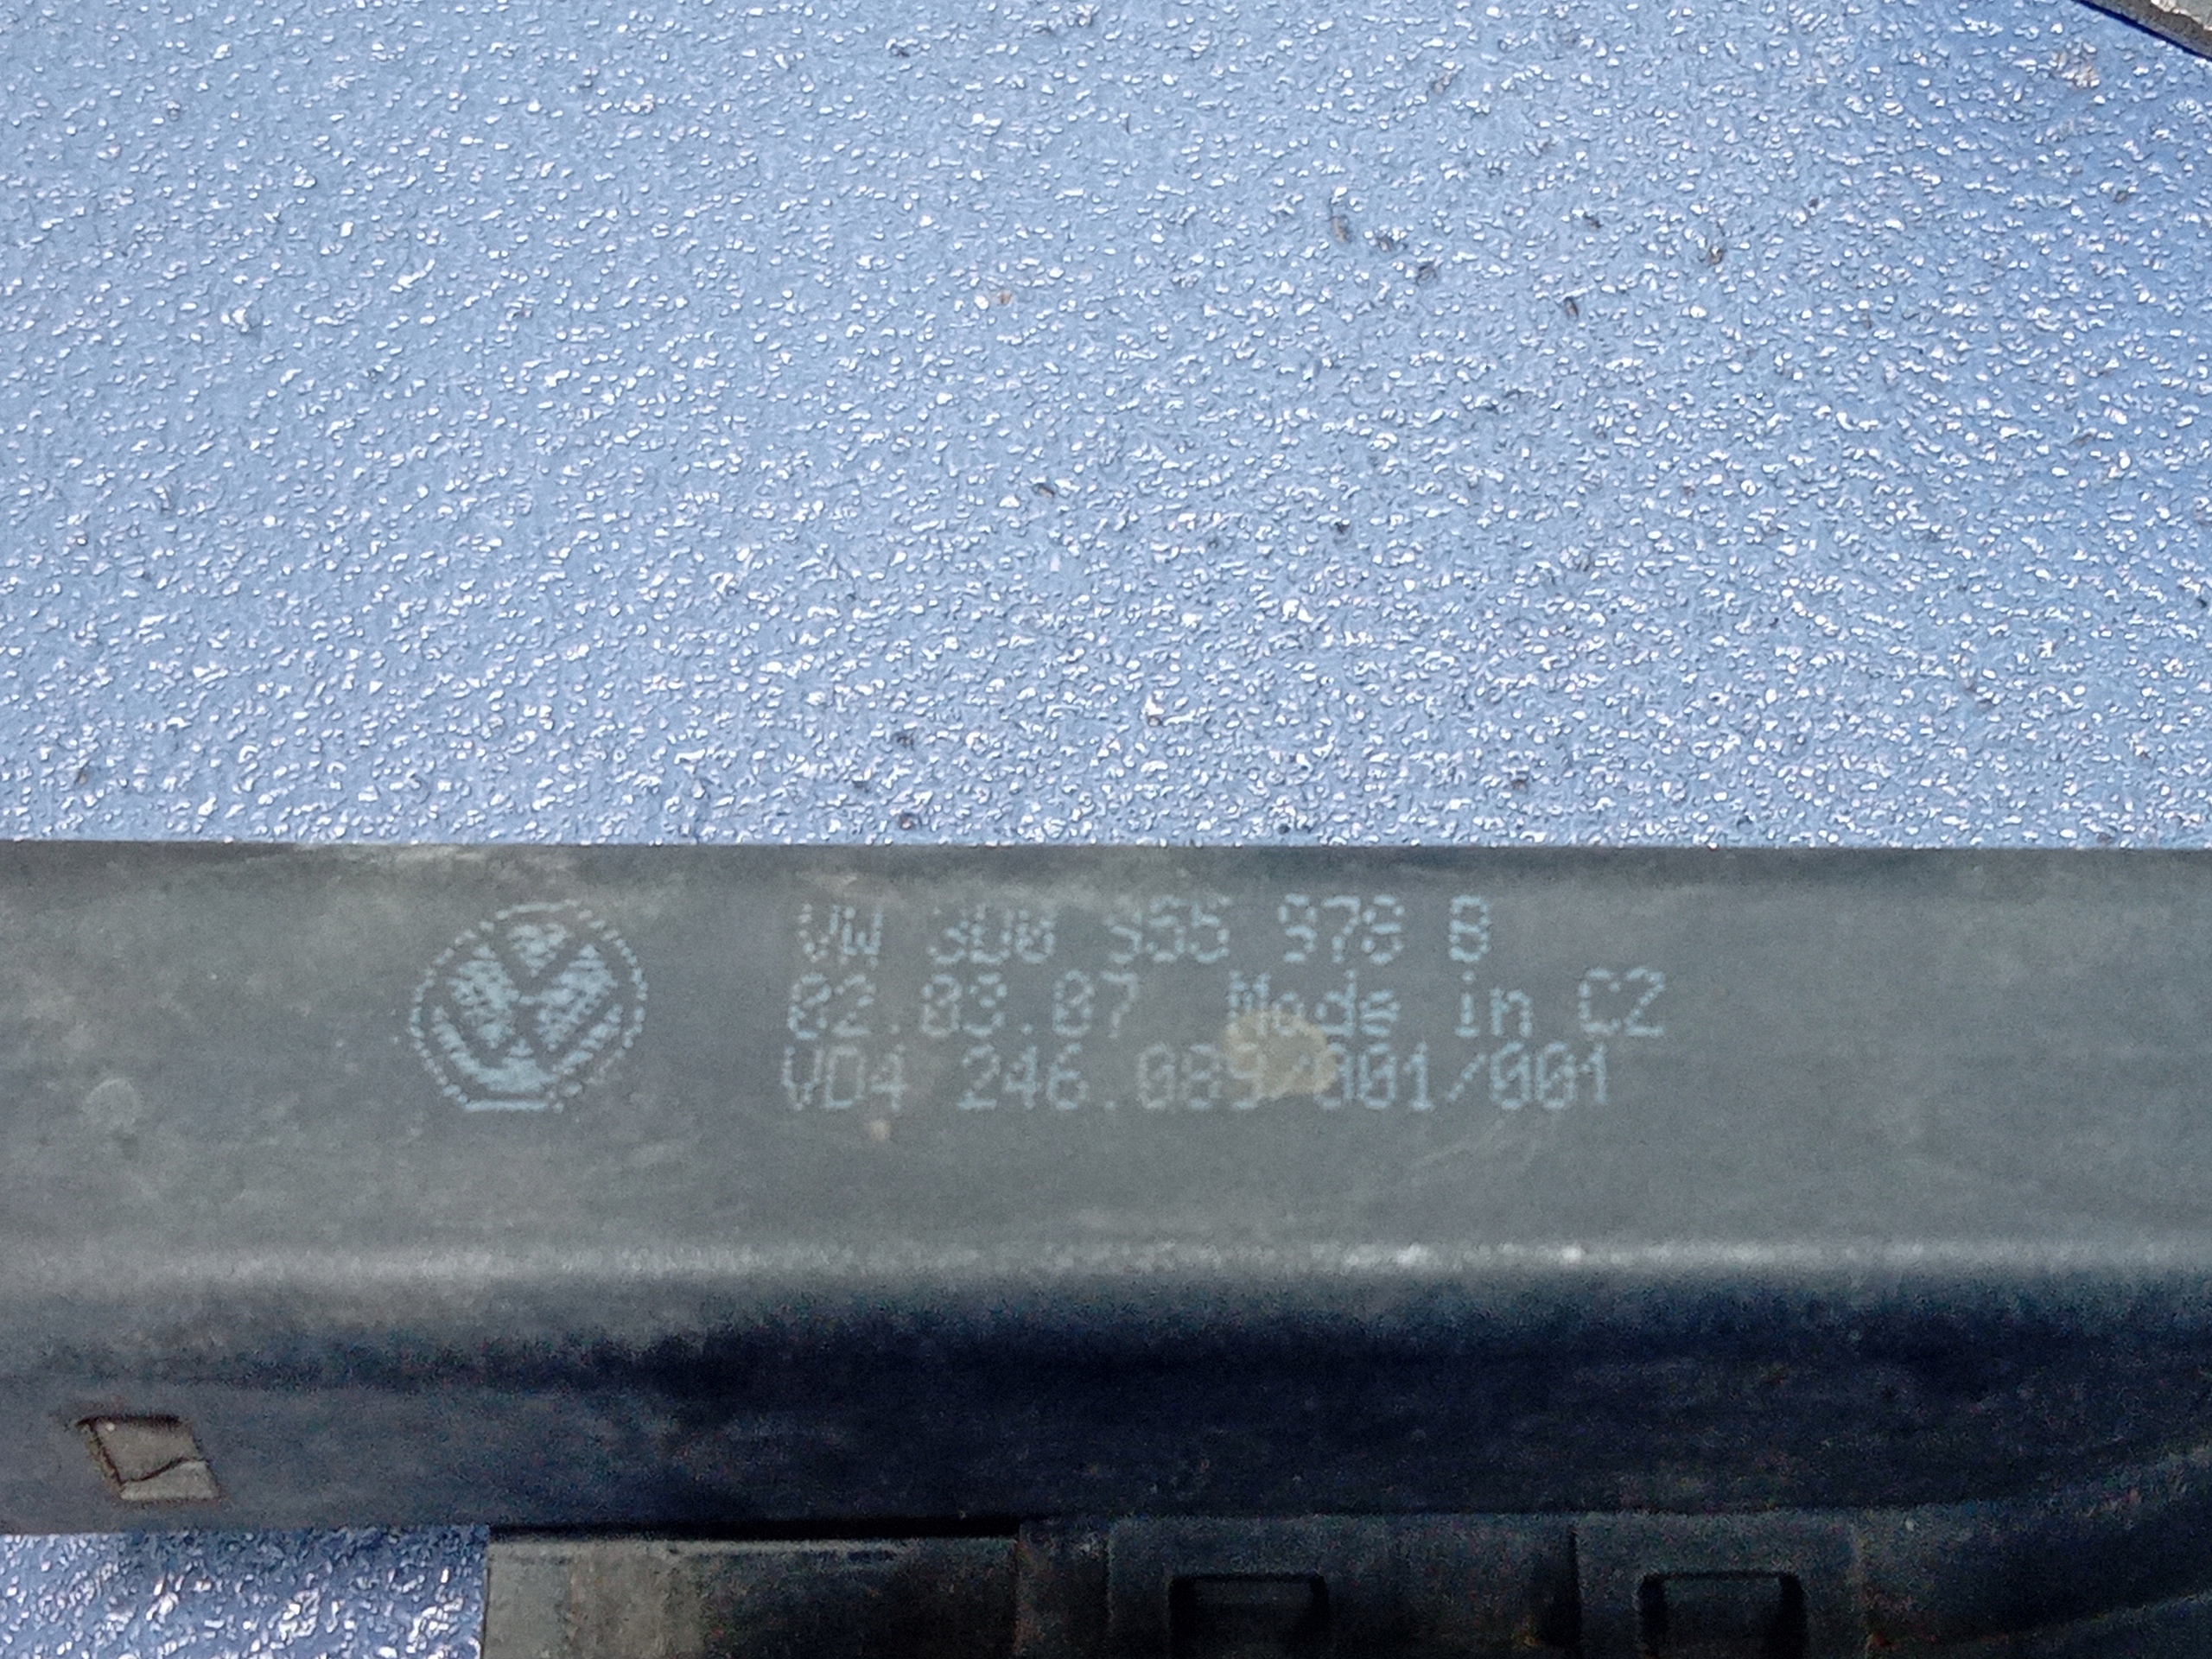 VW 3D0 955 978 B
02.03.07 Made in CZ
VD4 246.089/001/001